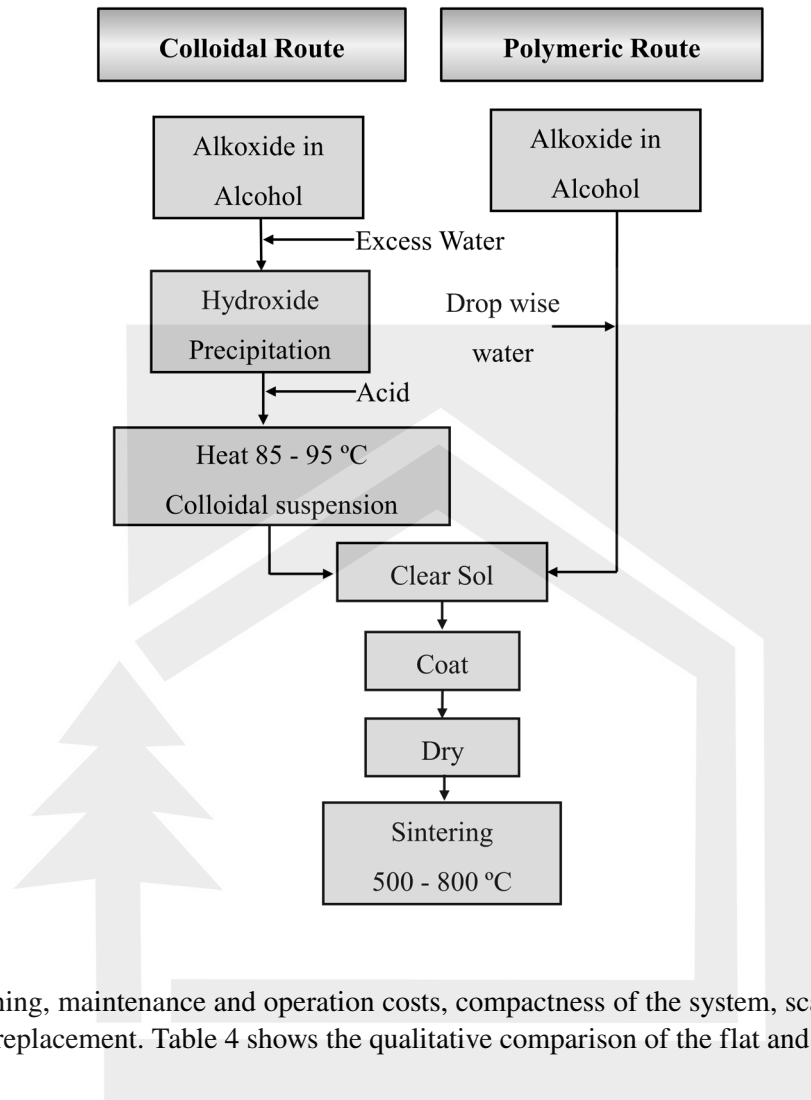 Colloidal Route
Polymeric Route
Alkoxide in
Alcohol
Excess Water
Hydroxide
Precipitation
Acid
Heat 85 - 95 ºC
Colloidal suspension
Alkoxide in
Alcohol
Drop wise
water
Clear Sol
Coat
Dry
Sintering
500 - 800 ºC
maintenance and operation costs, compactness of the system,
replacement. Table 4 shows the qualitative comparison of the flat and